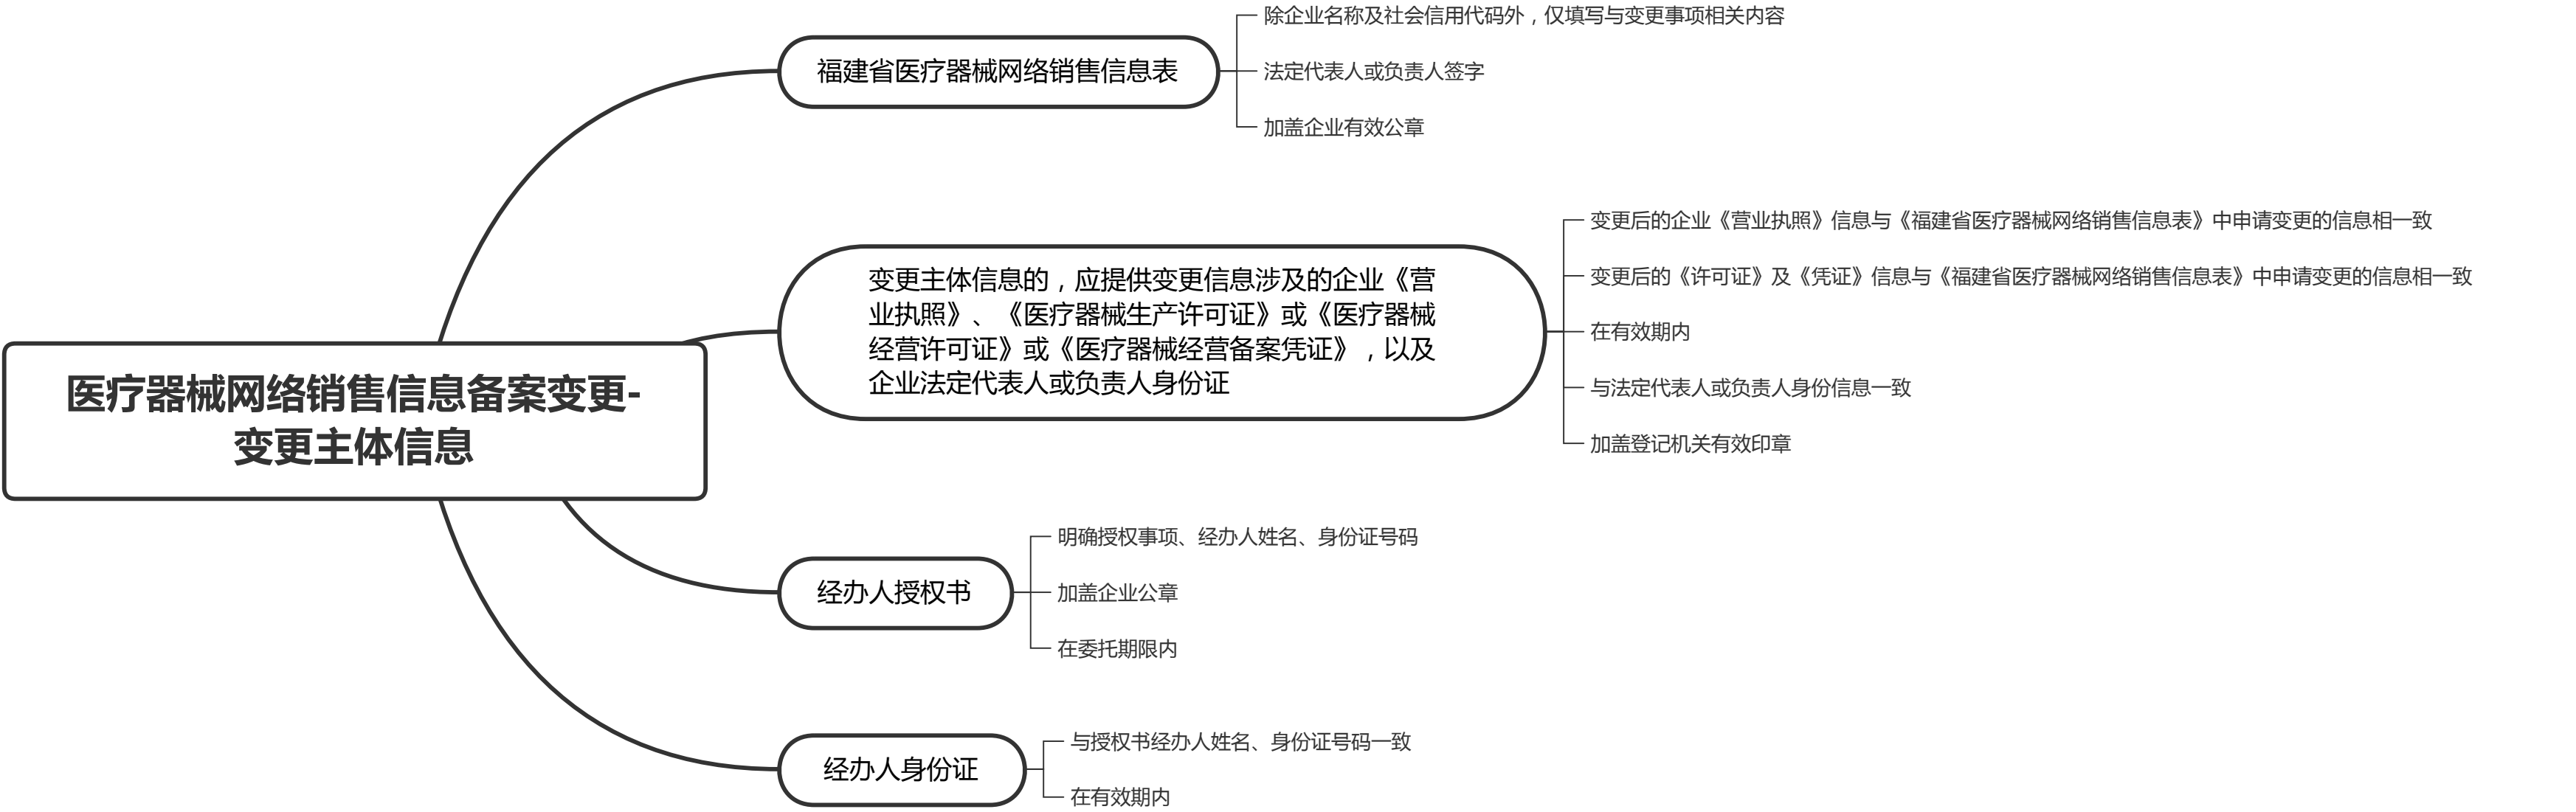 医疗器械网络销售信息备案变更-
变更主体信息
福建省医疗器械网络销售信息表
除企业名称及社会信用代码外，仅填写与变更事项相关内容
法定代表人或负责人签字
加盖企业有效公章
变更主体信息的，应提供变更信息涉及的企业《营
业执照》、《医疗器械生产许可证》或《医疗器械
经营许可证》或《医疗器械经营备案凭证》，以及
企业法定代表人或负责人身份证
变更后的企业《营业执照》信息与《福建省医疗器械网络销售信息表》中申请变更的信息相一致
变更后的《许可证》及《凭证》信息与《福建省医疗器械网络销售信息表》中申请变更的信息相一致
在有效期内
与法定代表人或负责人身份信息一致
加盖登记机关有效印章
经办人授权书
明确授权事项、经办人姓名、身份证号码
加盖企业公章
在委托期限内
经办人身份证
与授权书经办人姓名、身份证号码一致
在有效期内